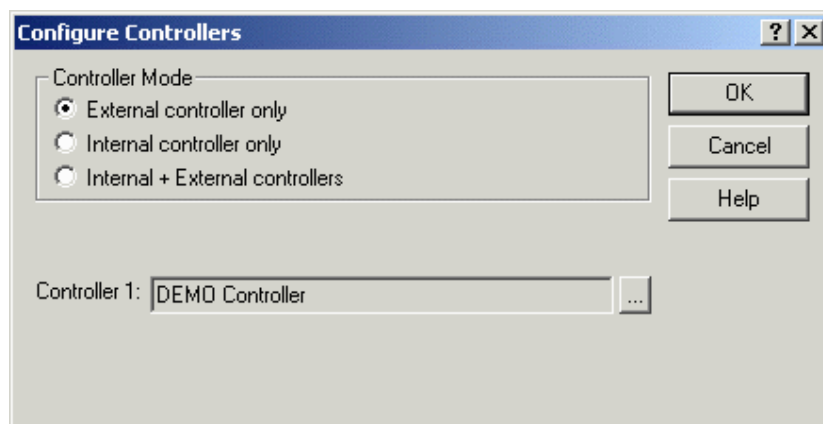 Configure Controllers
?
Controller Mode
External controller only
Internal controller only
Internal + External controllers
OK
Cancel
Help
Controller 1: DEMO Controller ...